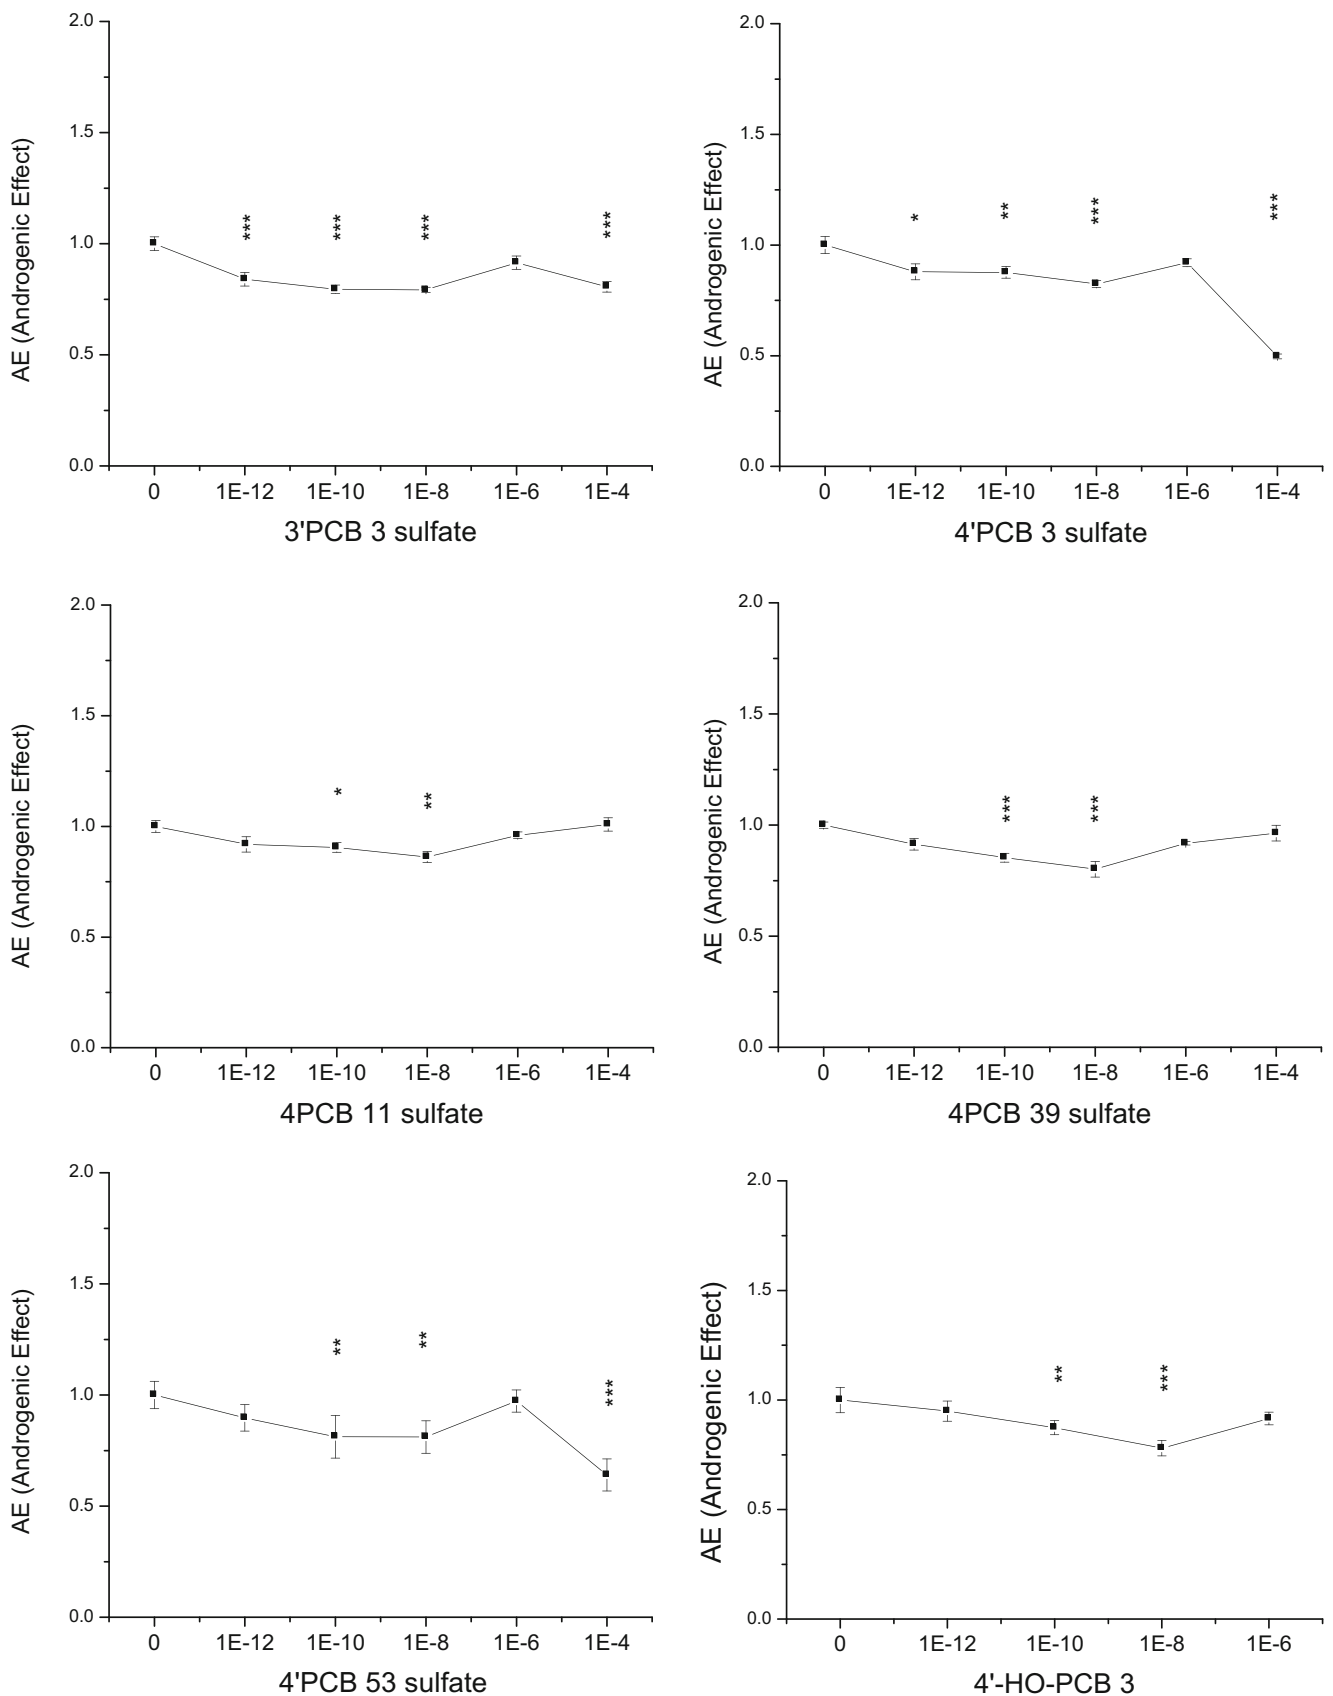 2.0
1.5
1.0
0.5
0.0
AE (Androgenic Effect)
***
***
***
***
0 1E-12 1E-10 1E-8 1E-6 1E-4
3'PCB 3 sulfate
2.0
1.5
1.0
0.5
0.0
AE (Androgenic Effect)
*
**
***
***
0 1E-12 1E-10 1E-8 1E-6 1E-4
4'PCB 3 sulfate
2.0
1.5
1.0
0.5
0.0
AE (Androgenic Effect)
*
**
0 1E-12 1E-10 1E-8 1E-6 1E-4
4PCB 11 sulfate
2.0
1.5
1.0
0.5
0.0
AE (Androgenic Effect)
***
***
0 1E-12 1E-10 1E-8 1E-6 1E-4
4PCB 39 sulfate
2.0
1.5
1.0
0.5
0.0
AE (Androgenic Effect)
**
**
***
0 1E-12 1E-10 1E-8 1E-6 1E-4
4'PCB 53 sulfate
2.0
1.5
1.0
0.5
0.0
AE (Androgenic Effect)
**
***
0 1E-12 1E-10 1E-8 1E-6
4'-HO-PCB 3